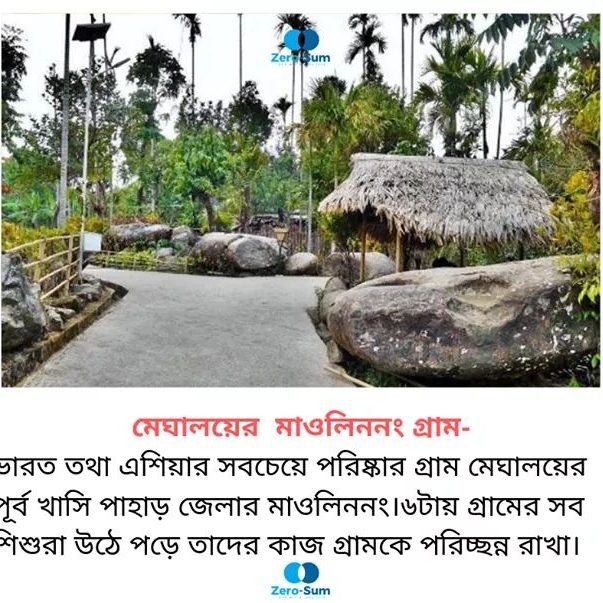 Zero-Sum
মেঘালয়ের মাওলিননং গ্রাম-
ভারত তথা এশিয়ার সবচেয়ে পরিষ্কার গ্রাম মেঘালয়ের
পূর্ব খাসি পাহাড় জেলার মাওলিননং।৬টায় গ্রামের সব
শিশুরা উঠে পড়ে তাদের কাজ গ্রামকে পরিচ্ছন্ন রাখা।
Zero-Sum